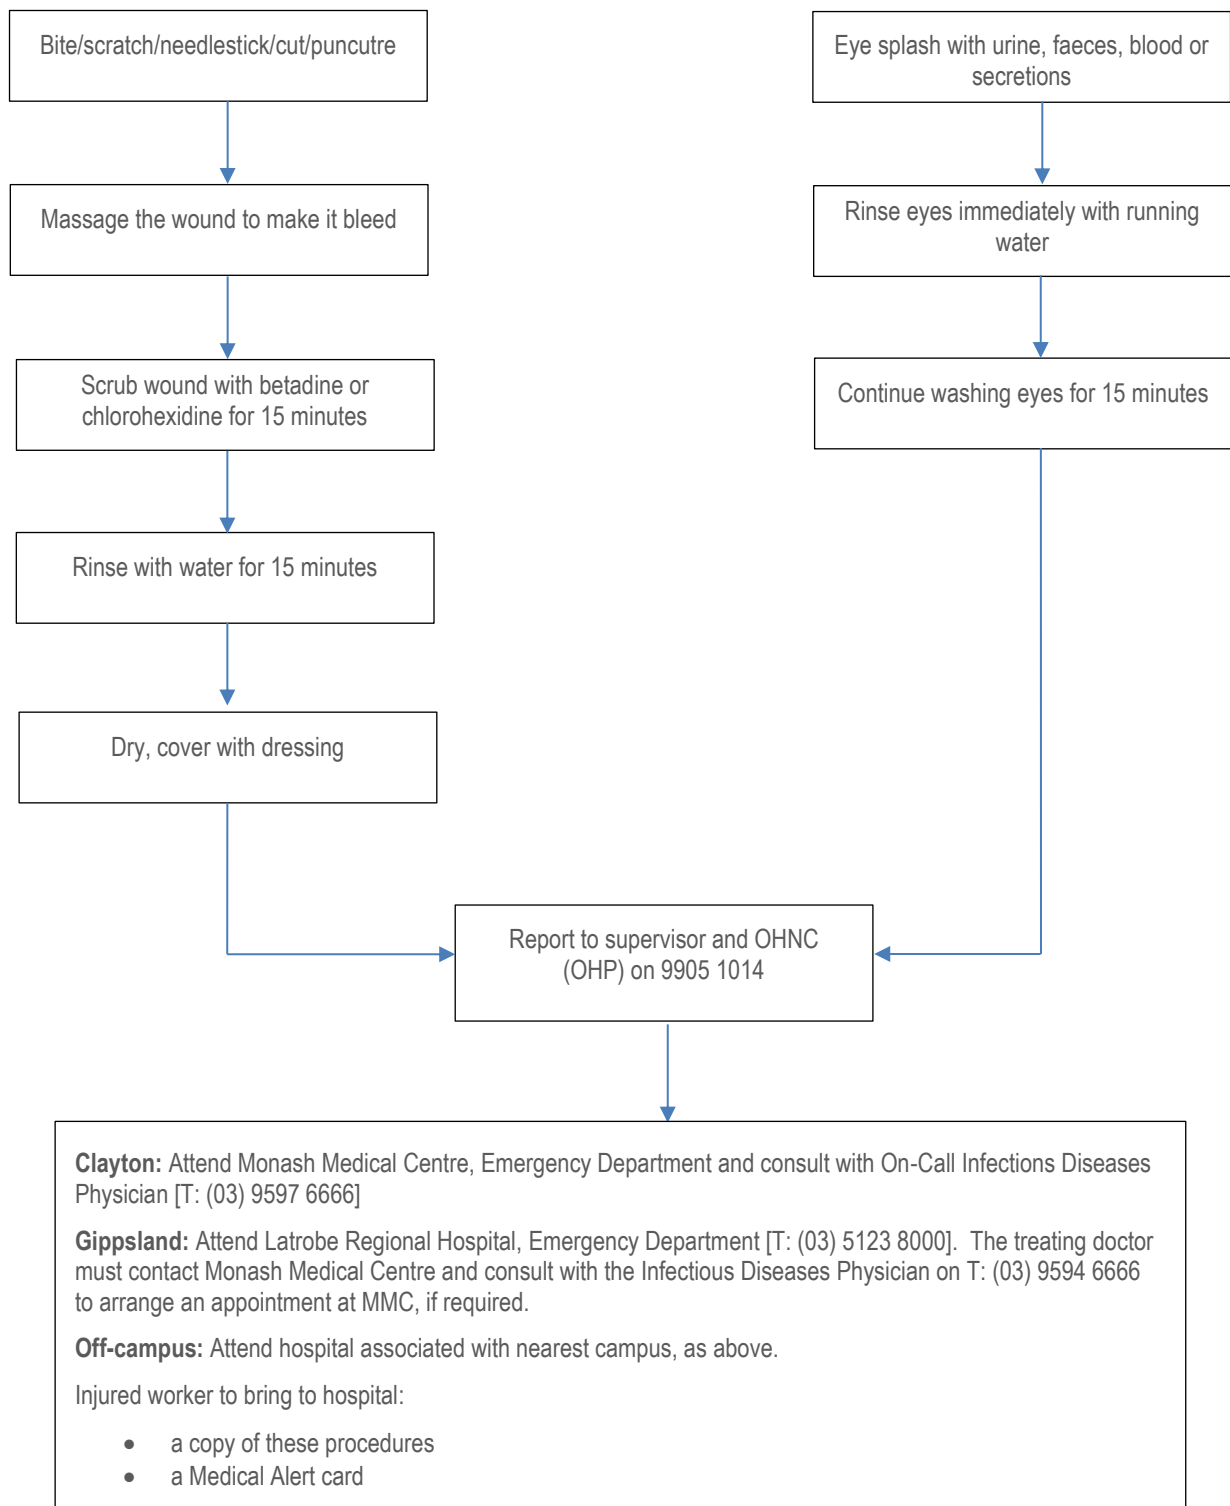 Bite/scratch/needlestick/cut/puncutre
Massage the wound to make it bleed
Scrub wound with betadine or
chlorohexidine for 15 minutes
Rinse with water for 15 minutes
Dry, cover with dressing
Eye splash with urine, faeces, blood or
secretions
Rinse eyes immediately with running
water
Continue washing eyes for 15 minutes
Report to supervisor and OHNC
(OHP) on 9905 1014
Clayton: Attend Monash Medical Centre, Emergency Department and consult with On-Call Infections Diseases
Physician [T: (03) 9597 6666]
Gippsland: Attend Latrobe Regional Hospital, Emergency Department [T: (03) 5123 8000].  The treating doctor
must contact Monash Medical Centre and consult with the Infectious Diseases Physician on T: (03) 9594 6666
to arrange an appointment at MMC, if required.
Off-campus: Attend hospital associated with nearest campus, as above.
Injured worker to bring to hospital:
• a copy of these procedures
• a Medical Alert card